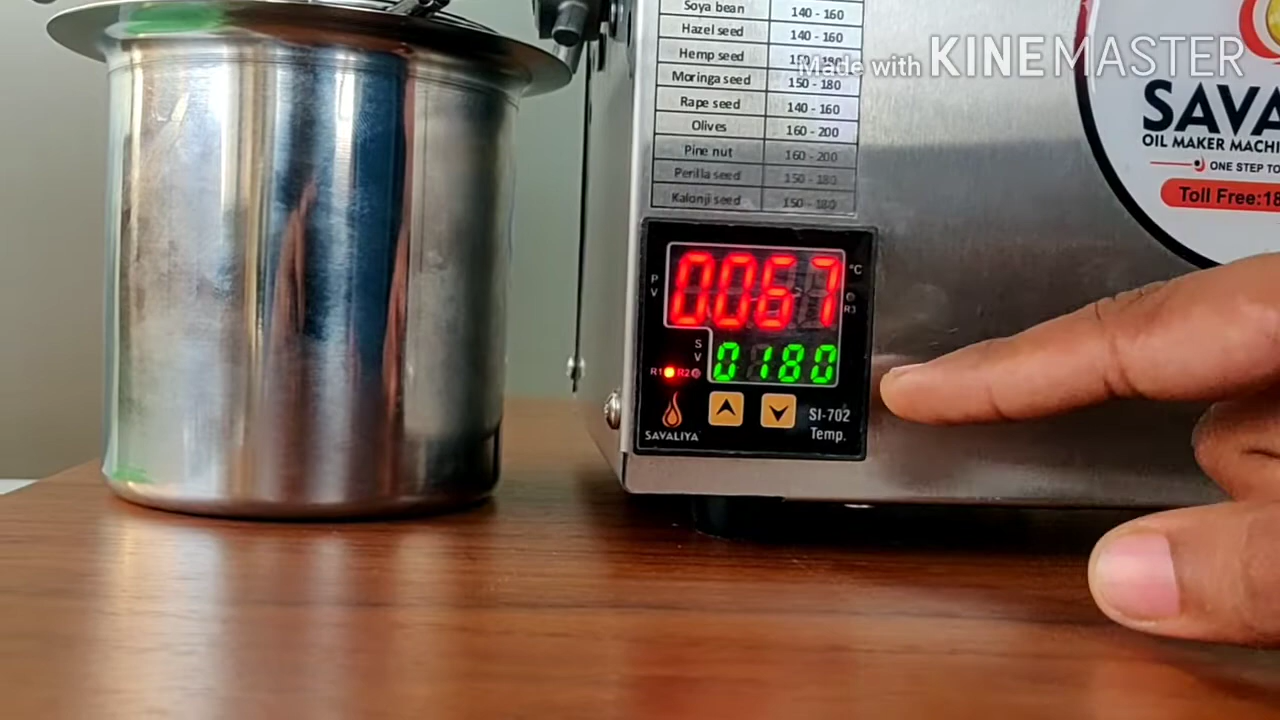 Soya bean 140 - 160
Hazel seed 140 - 160
Hemp seed 150 - 180
Moringa seed 150 - 180
Rape seed 140 - 160
Olives 160 - 200
Pine nut 160 - 200
Perilla seed 150 - 180
Kalonji seed 150 - 180
Made with KINEMASTER
SAVA
OIL MAKER MACHI
ONE STEP TO
Toll Free:18
PV
0067
°C
R3
SV
0180
R1 R2
SAVALIYA
SI-702
Temp.